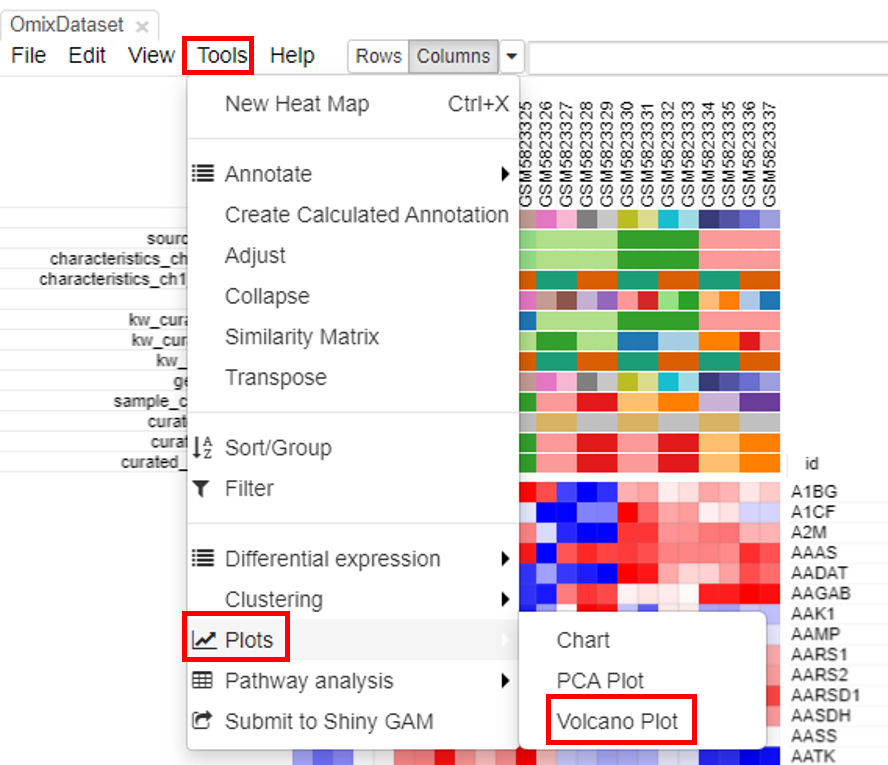 OmixDataset ×
File Edit View Tools Help Rows Columns
New Heat Map Ctrl+X
Annotate
Create Calculated Annotation
Adjust
Collapse
Similarity Matrix
Transpose
Sort/Group
Filter
Differential expression
Clustering
Plots
Pathway analysis
Submit to Shiny GAM
Chart
PCA Plot
Volcano Plot
GSM5823325
GSM5823326
GSM5823327
GSM5823328
GSM5823329
GSM5823330
GSM5823331
GSM5823332
GSM5823333
GSM5823334
GSM5823335
GSM5823336
GSM5823337
sourc
characteristics_ch
characteristics_ch1
kw_cura
kw_cur
kw_
ge
sample_c
curat
curat
curated_
id
A1BG
A1CF
A2M
AAAS
AADAT
AAGAB
AAK1
AAMP
AARS1
AARS2
AARSD1
AASDH
AASS
AATK